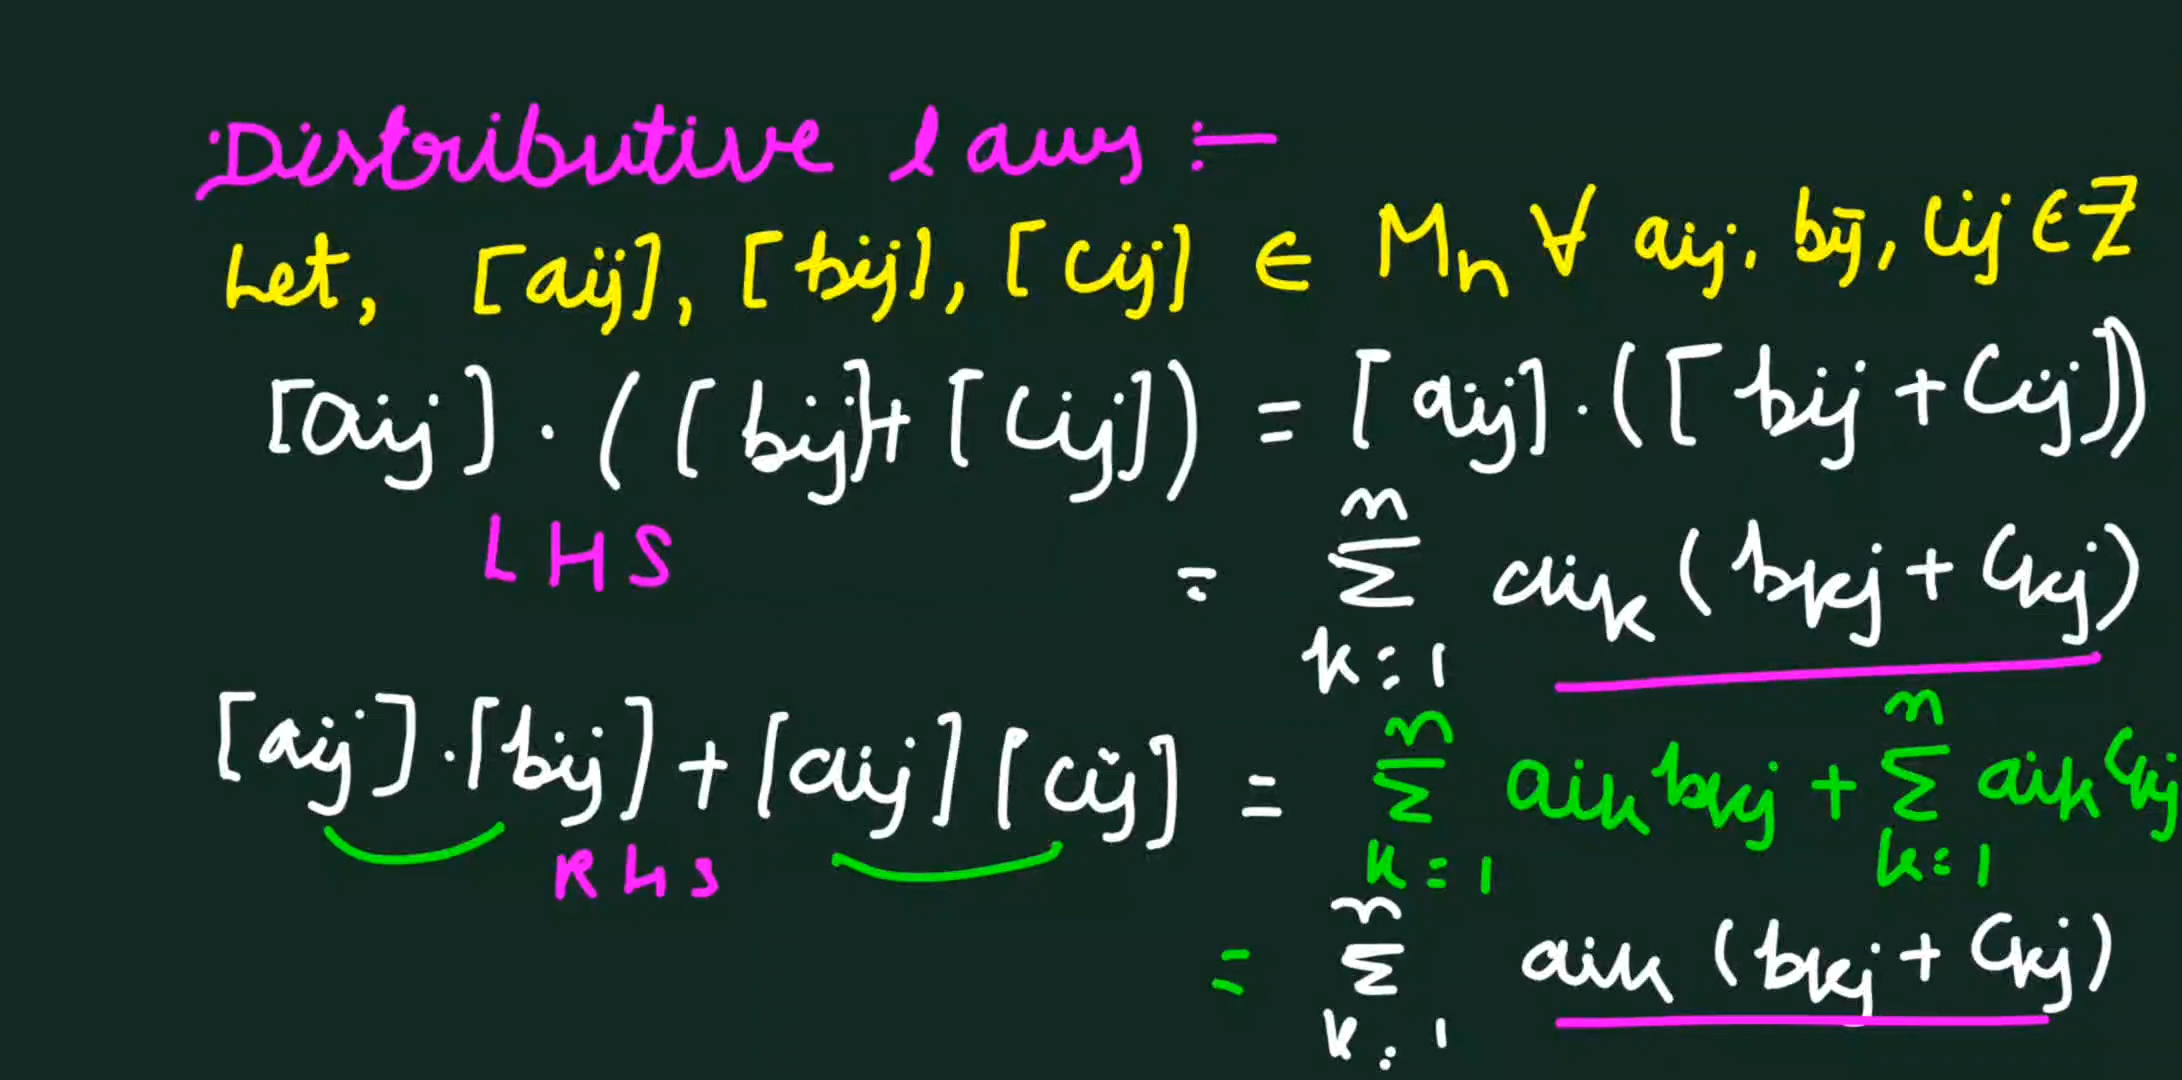 Distributive laws :-
Let, [aij], [bij], [cij] ∈ Mn ∀ aij, bij, cij ∈ Z
[aij] · ([bij] + [cij]) = [aij] · ([bij + cij])
LHS
= n Σ k=1 aik (bkj + ckj)
[aij] · [bij] + [aij] [cij] = n Σ k=1 aik bkj + n Σ k=1 aik ckj
RHS
= n Σ k=1 aik (bkj + ckj)